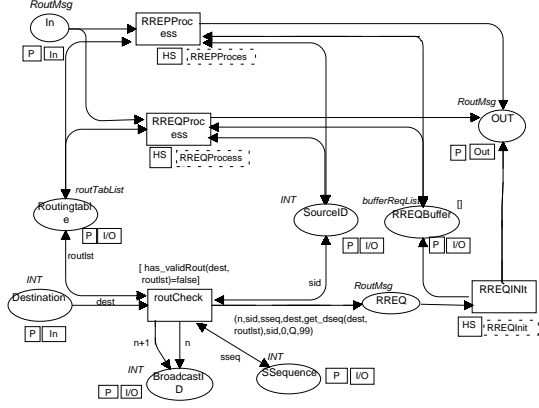 RoutMsg
In
P In
RREPProc
ess
HS RREPProces
RREQProc
ess
HS RREQProcess
RoutMsg
OUT
P Out
routTabList
Routingtabl
e
P I/O
routlst
INT
SourceID
P I/O
sid
bufferReqList
[]
RREQBuffer
P I/O
INT
Destination
P In
dest
[ has_validRout(dest,
routlst)=false]
routCheck
RoutMsg
RREQ
(n,sid,sseq,dest,get_dseq(dest,
routlst),sid,0,Q,99)
RREQINIt
HS RREQInit
n+1
n
sseq
INT
BroadcastI
D
P I/O
INT
SSequence
P I/O